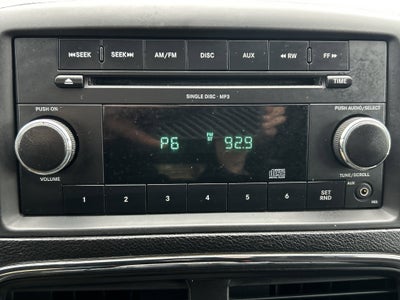 |◀◀SEEK SEEK▶▶| AM/FM DISC AUX ◀◀ RW FF ▶▶
TIME
SINGLE DISC · MP3
PUSH ON PUSH AUDIO/SELECT
P6 92.9
VOLUME TUNE/SCROLL
1 2 3 4 5 6 SET RND AUX